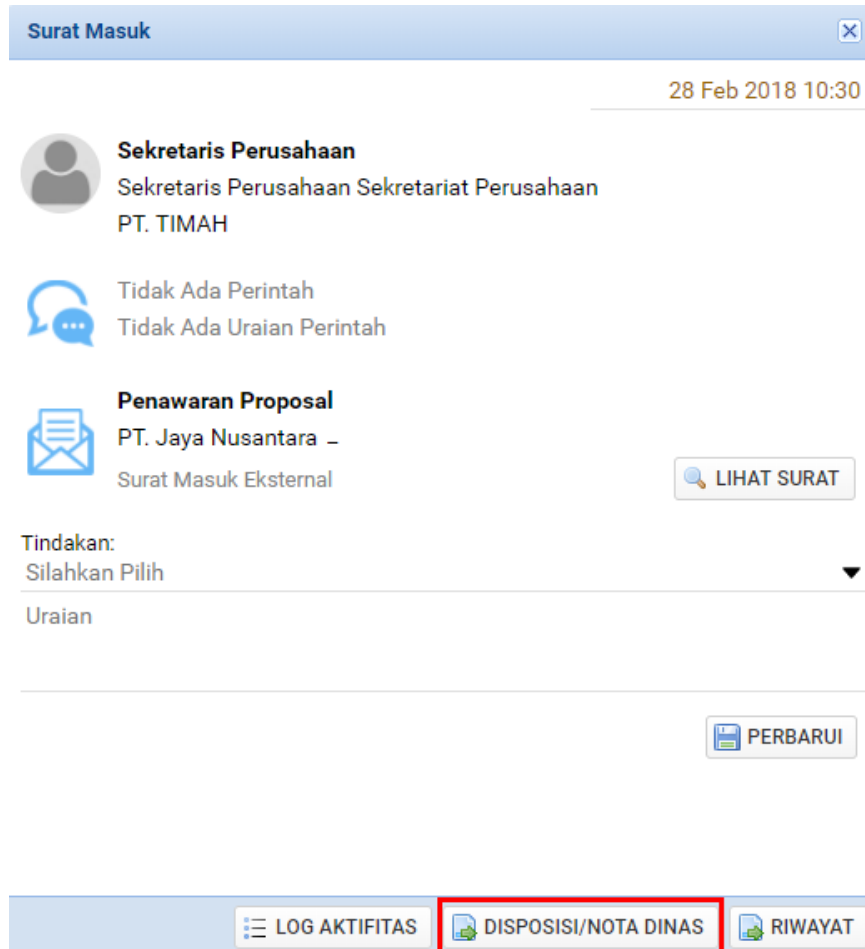 Surat Masuk
28 Feb 2018 10:30
Sekretaris Perusahaan
Sekretaris Perusahaan Sekretariat Perusahaan
PT. TIMAH
Tidak Ada Perintah
Tidak Ada Uraian Perintah
Penawaran Proposal
PT. Jaya Nusantara _
Surat Masuk Eksternal
LIHAT SURAT
Tindakan:
Silahkan Pilih
Uraian
PERBARUI
LOG AKTIFITAS DISPOSISI/NOTA DINAS RIWAYAT